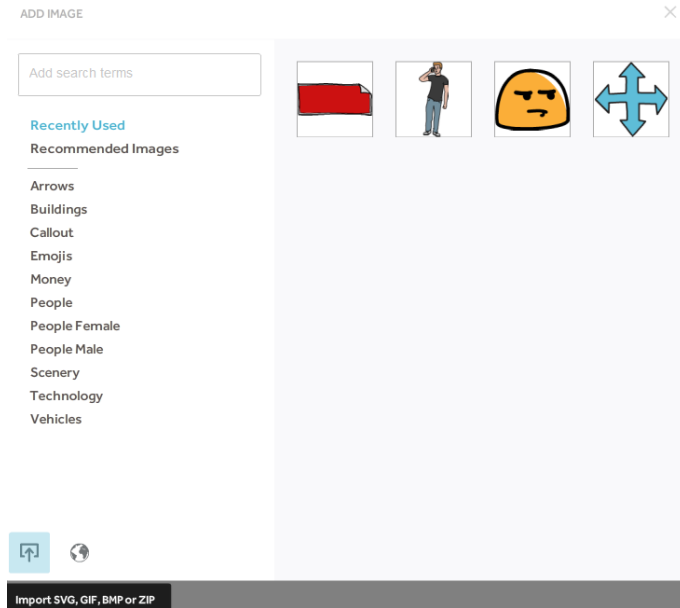 ADD IMAGE
Add search terms
Recently Used
Recommended Images
Arrows
Buildings
Callout
Emojis
Money
People
People Female
People Male
Scenery
Technology
Vehicles
Import SVG, GIF, BMP or ZIP